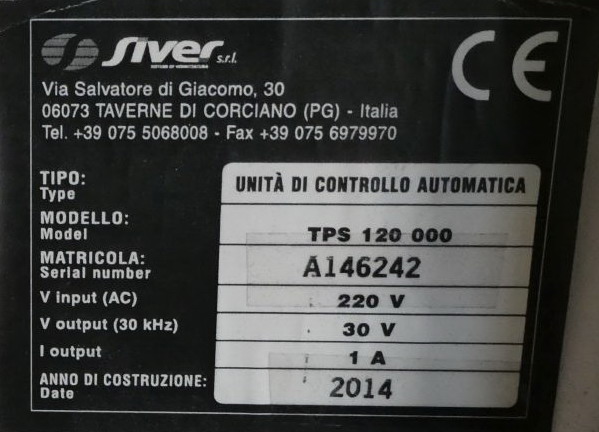 Siver s.r.l.
CE
Via Salvatore di Giacomo, 30
06073 TAVERNE DI CORCIANO (PG) - Italia
Tel. +39 075 5068008 - Fax +39 075 6979970
TIPO: UNITÀ DI CONTROLLO AUTOMATICA
Type
MODELLO:
Model TPS 120 000
MATRICOLA:
Serial number A146242
V input (AC) 220 V
V output (30 kHz) 30 V
I output 1 A
ANNO DI COSTRUZIONE: 2014
Date